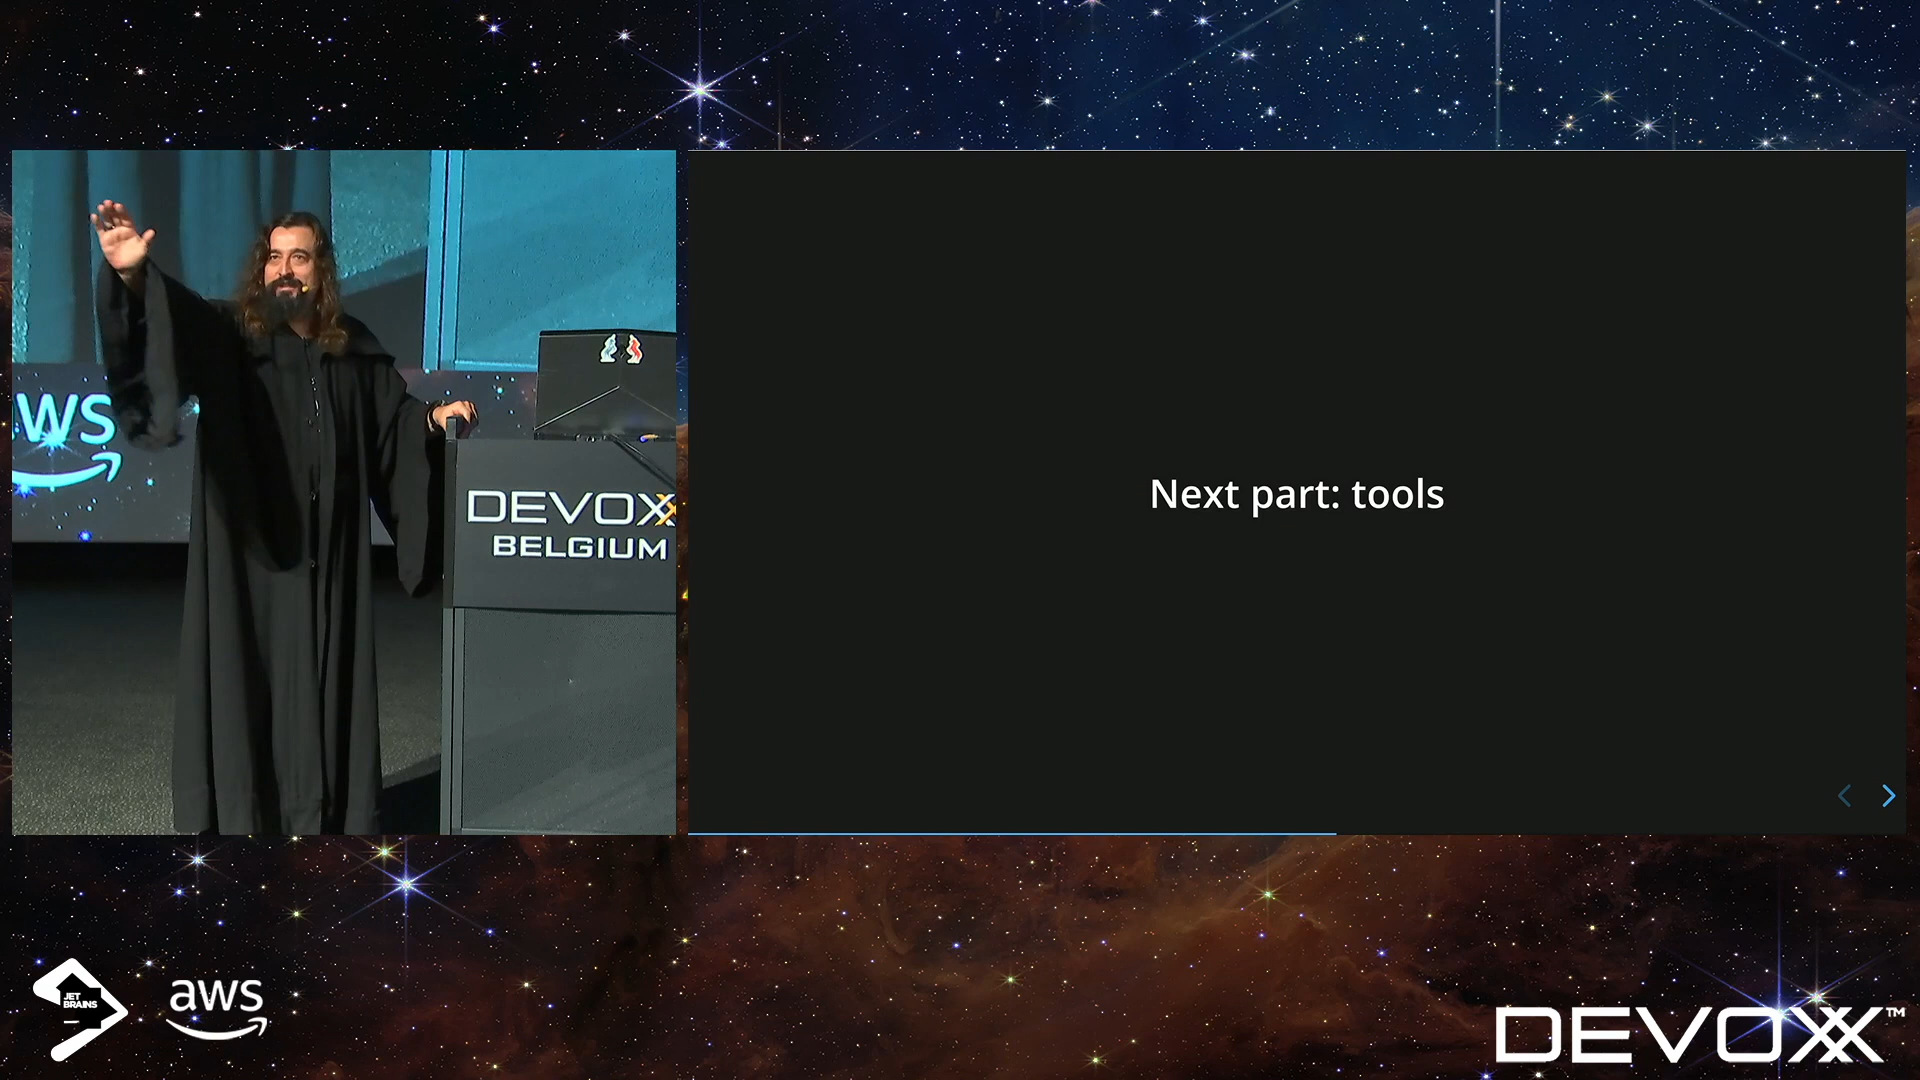 aws
DEVOXX
BELGIUM
Next part: tools
JET
BRAINS
aws
DEVOXX™